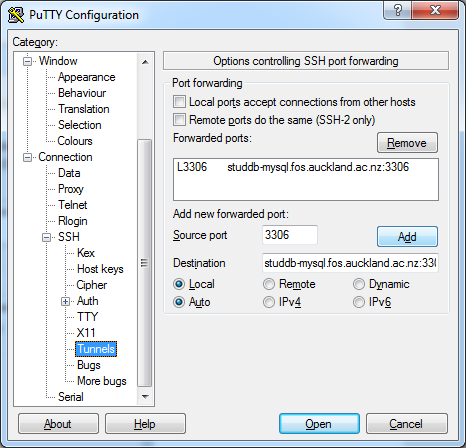 PuTTY Configuration
Category:
Window
Appearance
Behaviour
Translation
Selection
Colours
Connection
Data
Proxy
Telnet
Rlogin
SSH
Kex
Host keys
Cipher
Auth
TTY
X11
Tunnels
Bugs
More bugs
Serial
Options controlling SSH port forwarding
Port forwarding
Local ports accept connections from other hosts
Remote ports do the same (SSH-2 only)
Forwarded ports:
Remove
L3306 studdb-mysql.fos.auckland.ac.nz:3306
Add new forwarded port:
Source port 3306 Add
Destination studdb-mysql.fos.auckland.ac.nz:330
Local Remote Dynamic
Auto IPv4 IPv6
About Help Open Cancel